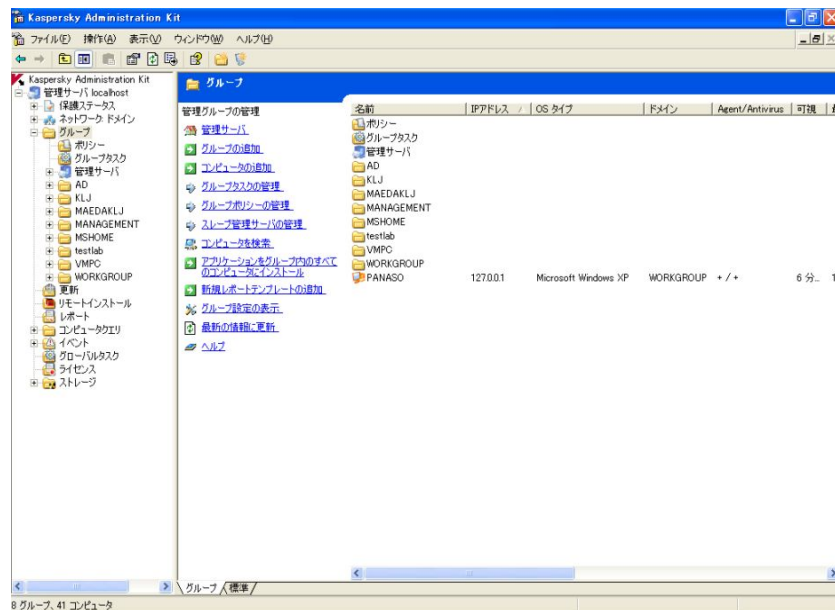 Kaspersky Administration Kit
ファイル(F) 操作(A) 表示(V) ウィンドウ(W) ヘルプ(H)
Kaspersky Administration Kit
管理サーバ localhost
保護ステータス
ネットワーク ドメイン
グループ
ポリシー
グループタスク
管理サーバ
AD
KLJ
MAEDAKLJ
MANAGEMENT
MSHOME
testlab
VMPC
WORKGROUP
更新
リモートインストール
レポート
コンピュータクエリ
イベント
グローバルタスク
ライセンス
ストレージ
グループ
管理グループの管理
管理サーバ
グループの追加
コンピュータの追加
グループタスクの管理
グループポリシーの管理
スレーブ管理サーバの管理
コンピュータを検索
アプリケーションをグループ内のすべて
のコンピュータにインストール
新規レポートテンプレートの追加
グループ設定の表示
最新の情報に更新
ヘルプ
名前 IPアドレス OS タイプ ドメイン Agent/Antivirus 可視
ポリシー
グループタスク
管理サーバ
AD
KLJ
MAEDAKLJ
MANAGEMENT
MSHOME
testlab
VMPC
WORKGROUP
PANASO 127.0.0.1 Microsoft Windows XP WORKGROUP + / + 6 分... 1
グループ 標準
8 グループ、41 コンピュータ